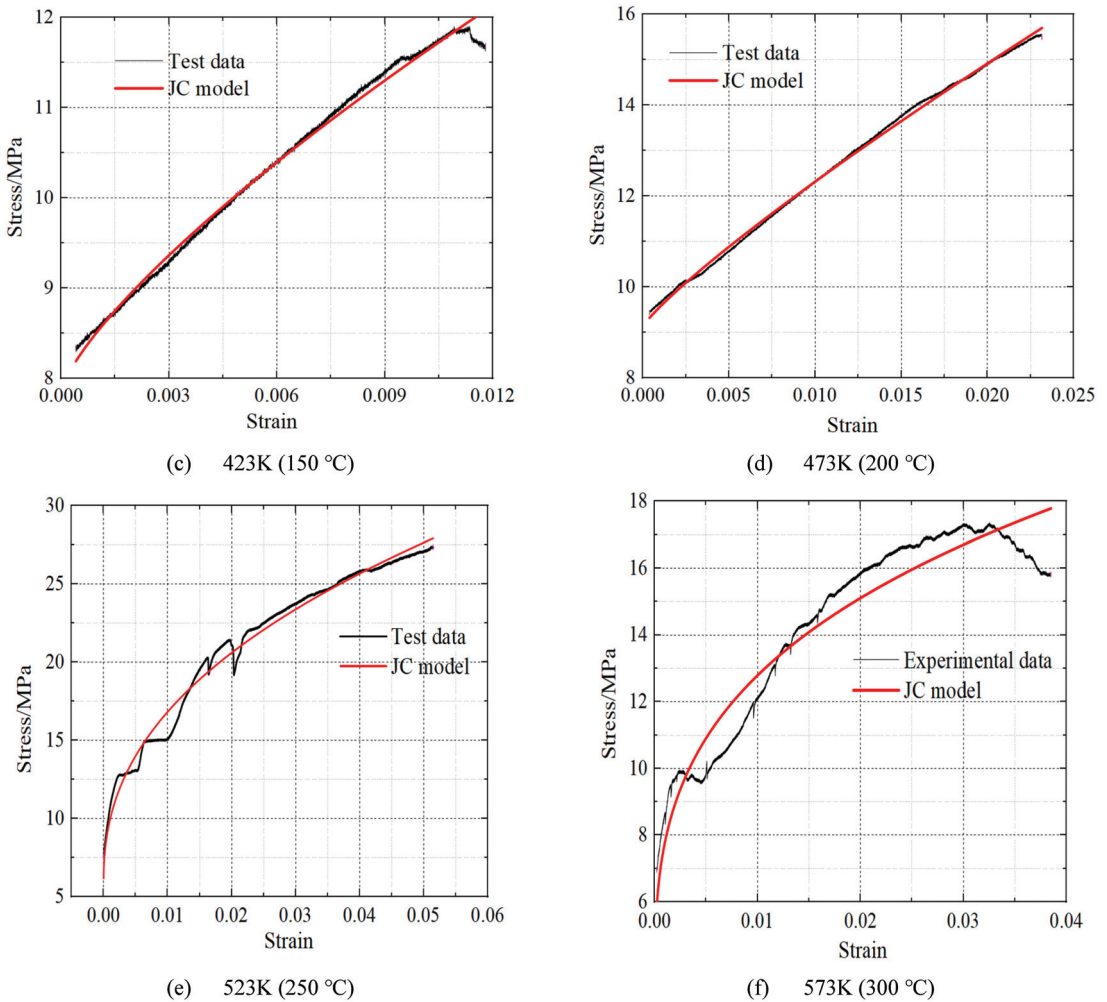 12
11
10
9
8
Stress/MPa
Test data
JC model
0.000 0.003 0.006 0.009 0.012
Strain
(c) 423K (150 ℃)
16
14
12
10
8
Stress/MPa
Test data
JC model
0.000 0.005 0.010 0.015 0.020 0.025
Strain
(d) 473K (200 ℃)
30
25
20
15
10
5
Stress/MPa
Test data
JC model
0.00 0.01 0.02 0.03 0.04 0.05 0.06
Strain
(e) 523K (250 ℃)
18
16
14
12
10
8
6
Stress/MPa
Experimental data
JC model
0.00 0.01 0.02 0.03 0.04
Strain
(f) 573K (300 ℃)